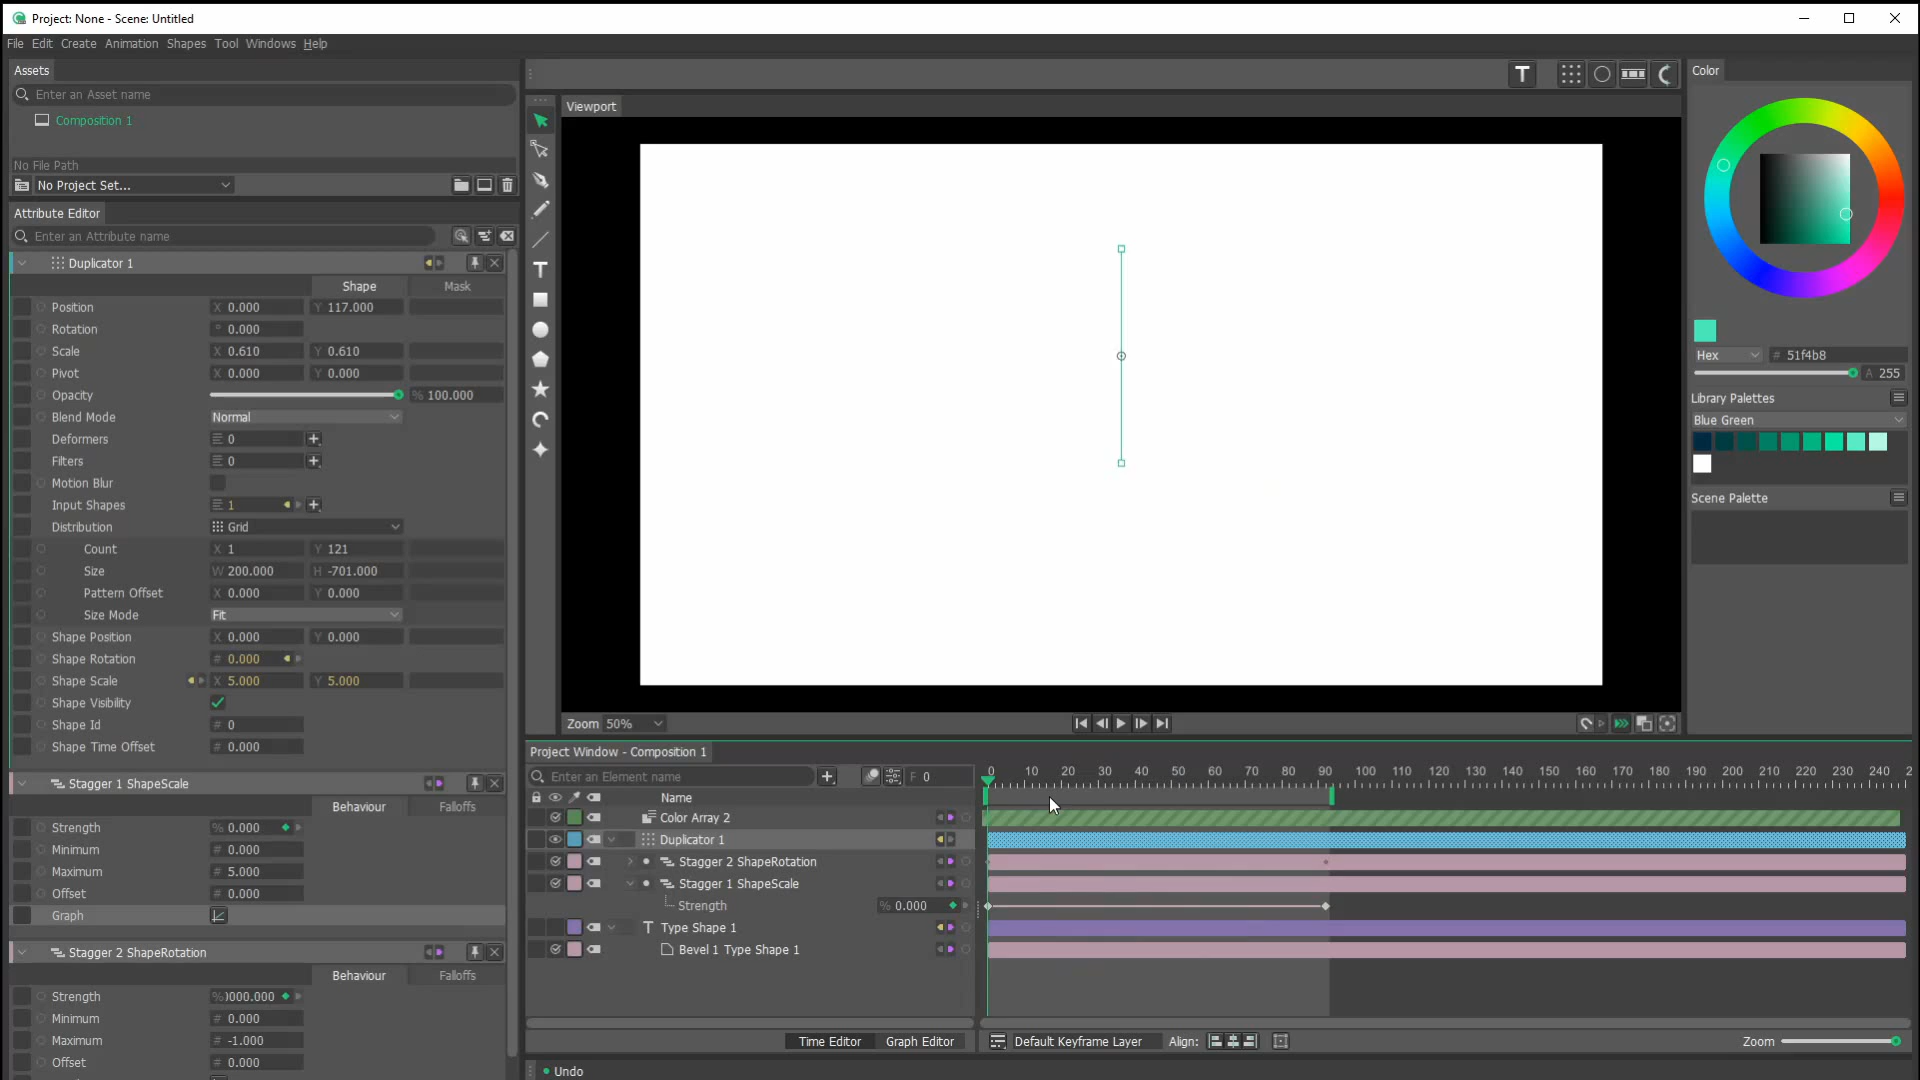 Project: None - Scene: Untitled
File Edit Create Animation Shapes Tool Windows Help
Assets
Enter an Asset name
Composition 1
No File Path
No Project Set...
Attribute Editor
Enter an Attribute name
Duplicator 1
Shape Mask
Position X 0.000 Y 117.000
Rotation ° 0.000
Scale X 0.610 Y 0.610
Pivot X 0.000 Y 0.000
Opacity % 100.000
Blend Mode Normal
Deformers 0
Filters 0
Motion Blur
Input Shapes 1
Distribution Grid
Count X 1 Y 121
Size W 200.000 H -701.000
Pattern Offset X 0.000 Y 0.000
Size Mode Fit
Shape Position X 0.000 Y 0.000
Shape Rotation # 0.000
Shape Scale X 5.000 Y 5.000
Shape Visibility
Shape Id # 0
Shape Time Offset # 0.000
Stagger 1 ShapeScale
Behaviour Falloffs
Strength % 0.000
Minimum # 0.000
Maximum # 5.000
Offset # 0.000
Graph
Stagger 2 ShapeRotation
Behaviour Falloffs
Strength % )000.000
Minimum # 0.000
Maximum # -1.000
Offset # 0.000
Viewport
Zoom 50%
Project Window - Composition 1
Enter an Element name F 0
0 10 20 30 40 50 60 70 80 90 100 110 120 130 140 150 160 170 180 190 200 210 220 230 240 2
Name
Color Array 2
Duplicator 1
Stagger 2 ShapeRotation
Stagger 1 ShapeScale
Strength % 0.000
Type Shape 1
Bevel 1 Type Shape 1
Time Editor Graph Editor Default Keyframe Layer Align: Zoom
Undo
Color
Hex # 51f4b8
A 255
Library Palettes
Blue Green
Scene Palette